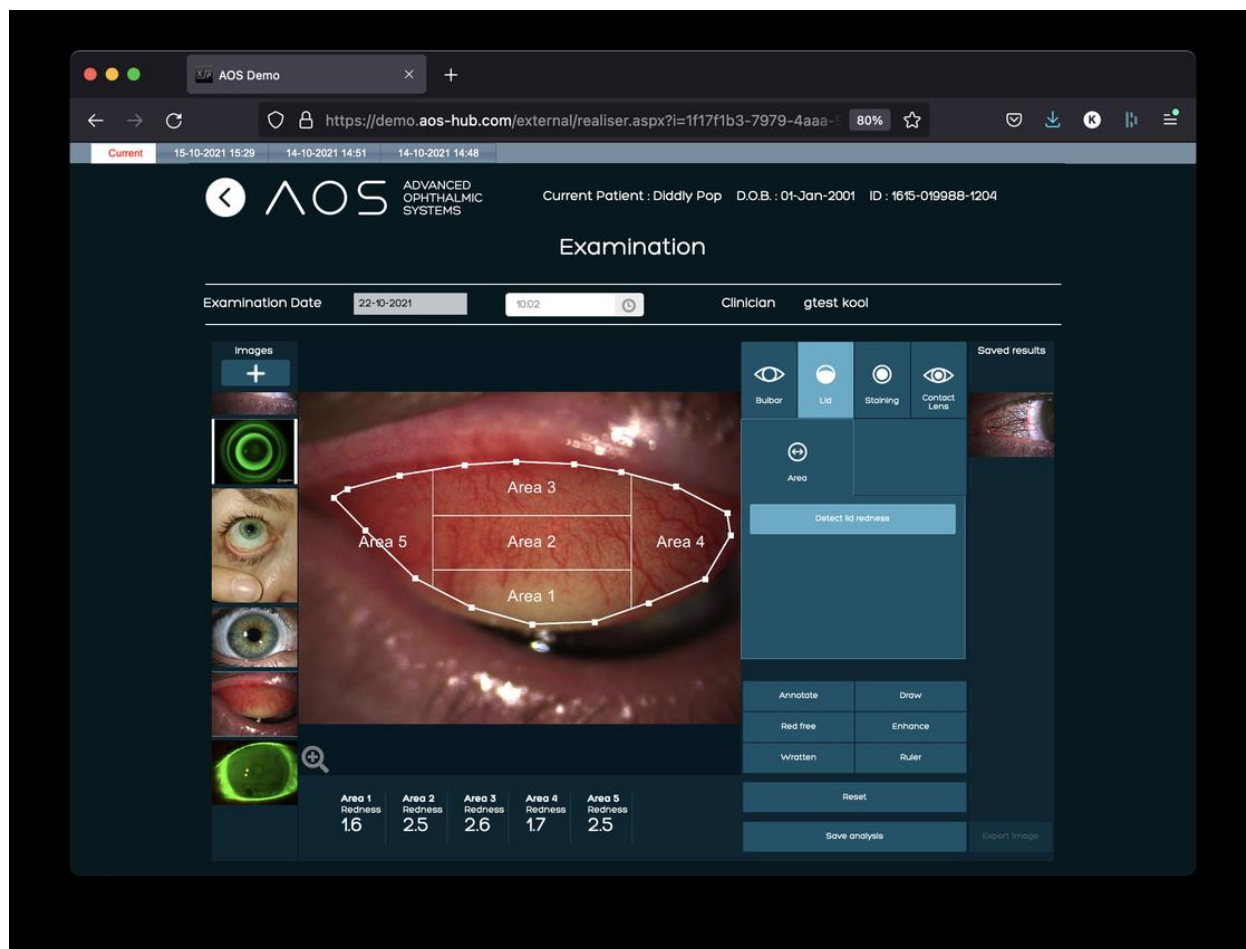 AOS Demo
https://demo.aos-hub.com/external/realiser.aspx?i=1f17f1b3-7979-4aaa-9
80%
K
Current 15-10-2021 15:29 14-10-2021 14:51 14-10-2021 14:48
AOS ADVANCED
OPHTHALMIC
SYSTEMS
Current Patient : Diddly Pop D.O.B. : 01-Jan-2001 ID : 1615-019988-1204
Examination
Examination Date 22-10-2021 10:02 Clinician gtest kool
Images
Bulbar Lid Staining Contact
Lens
Saved results
Area
Detect lid redness
Area 3
Area 5 Area 2 Area 4
Area 1
Annotate Draw
Red free Enhance
Wratten Ruler
Reset
Save analysis
Export Image
Area 1 Area 2 Area 3 Area 4 Area 5
Redness Redness Redness Redness Redness
1.6 2.5 2.6 1.7 2.5